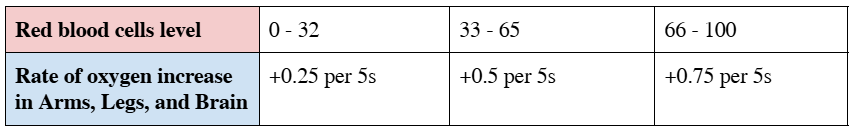 Red blood cells level 0 - 32 33 - 65 66 - 100
Rate of oxygen increase +0.25 per 5s +0.5 per 5s +0.75 per 5s
in Arms, Legs, and Brain